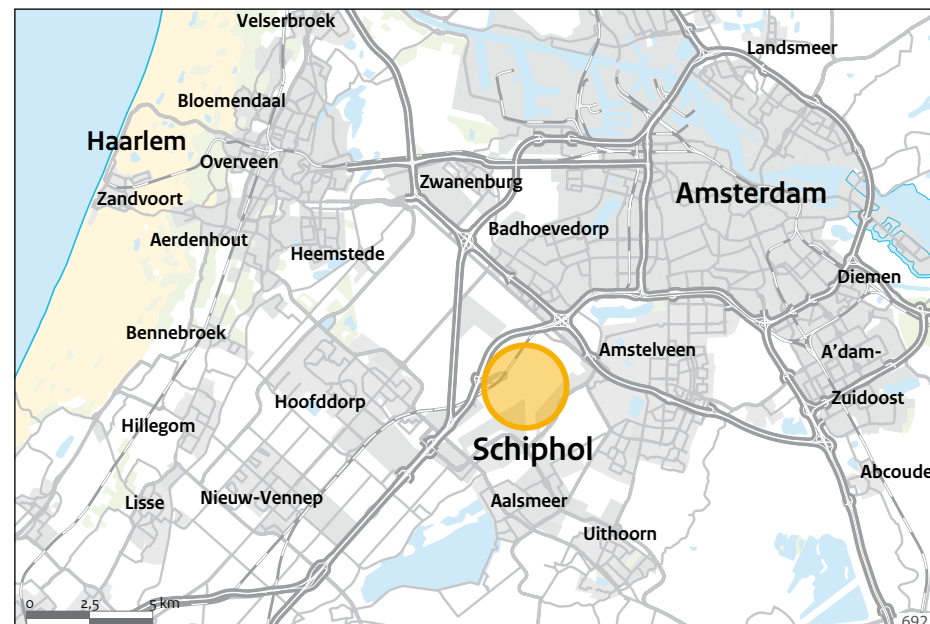 Velserbroek
Landsmeer
Bloemendaal
Haarlem
Overveen
Zwanenburg
Amsterdam
Zandvoort
Badhoevedorp
Aerdenhout
Heemstede
Diemen
Bennebroek
Amstelveen
A'dam-
Zuidoost
Hoofddorp
Hillegom
Schiphol
Abcoude
Nieuw-Vennep
Aalsmeer
Lisse
Uithoorn
0 2,5 5 km
692